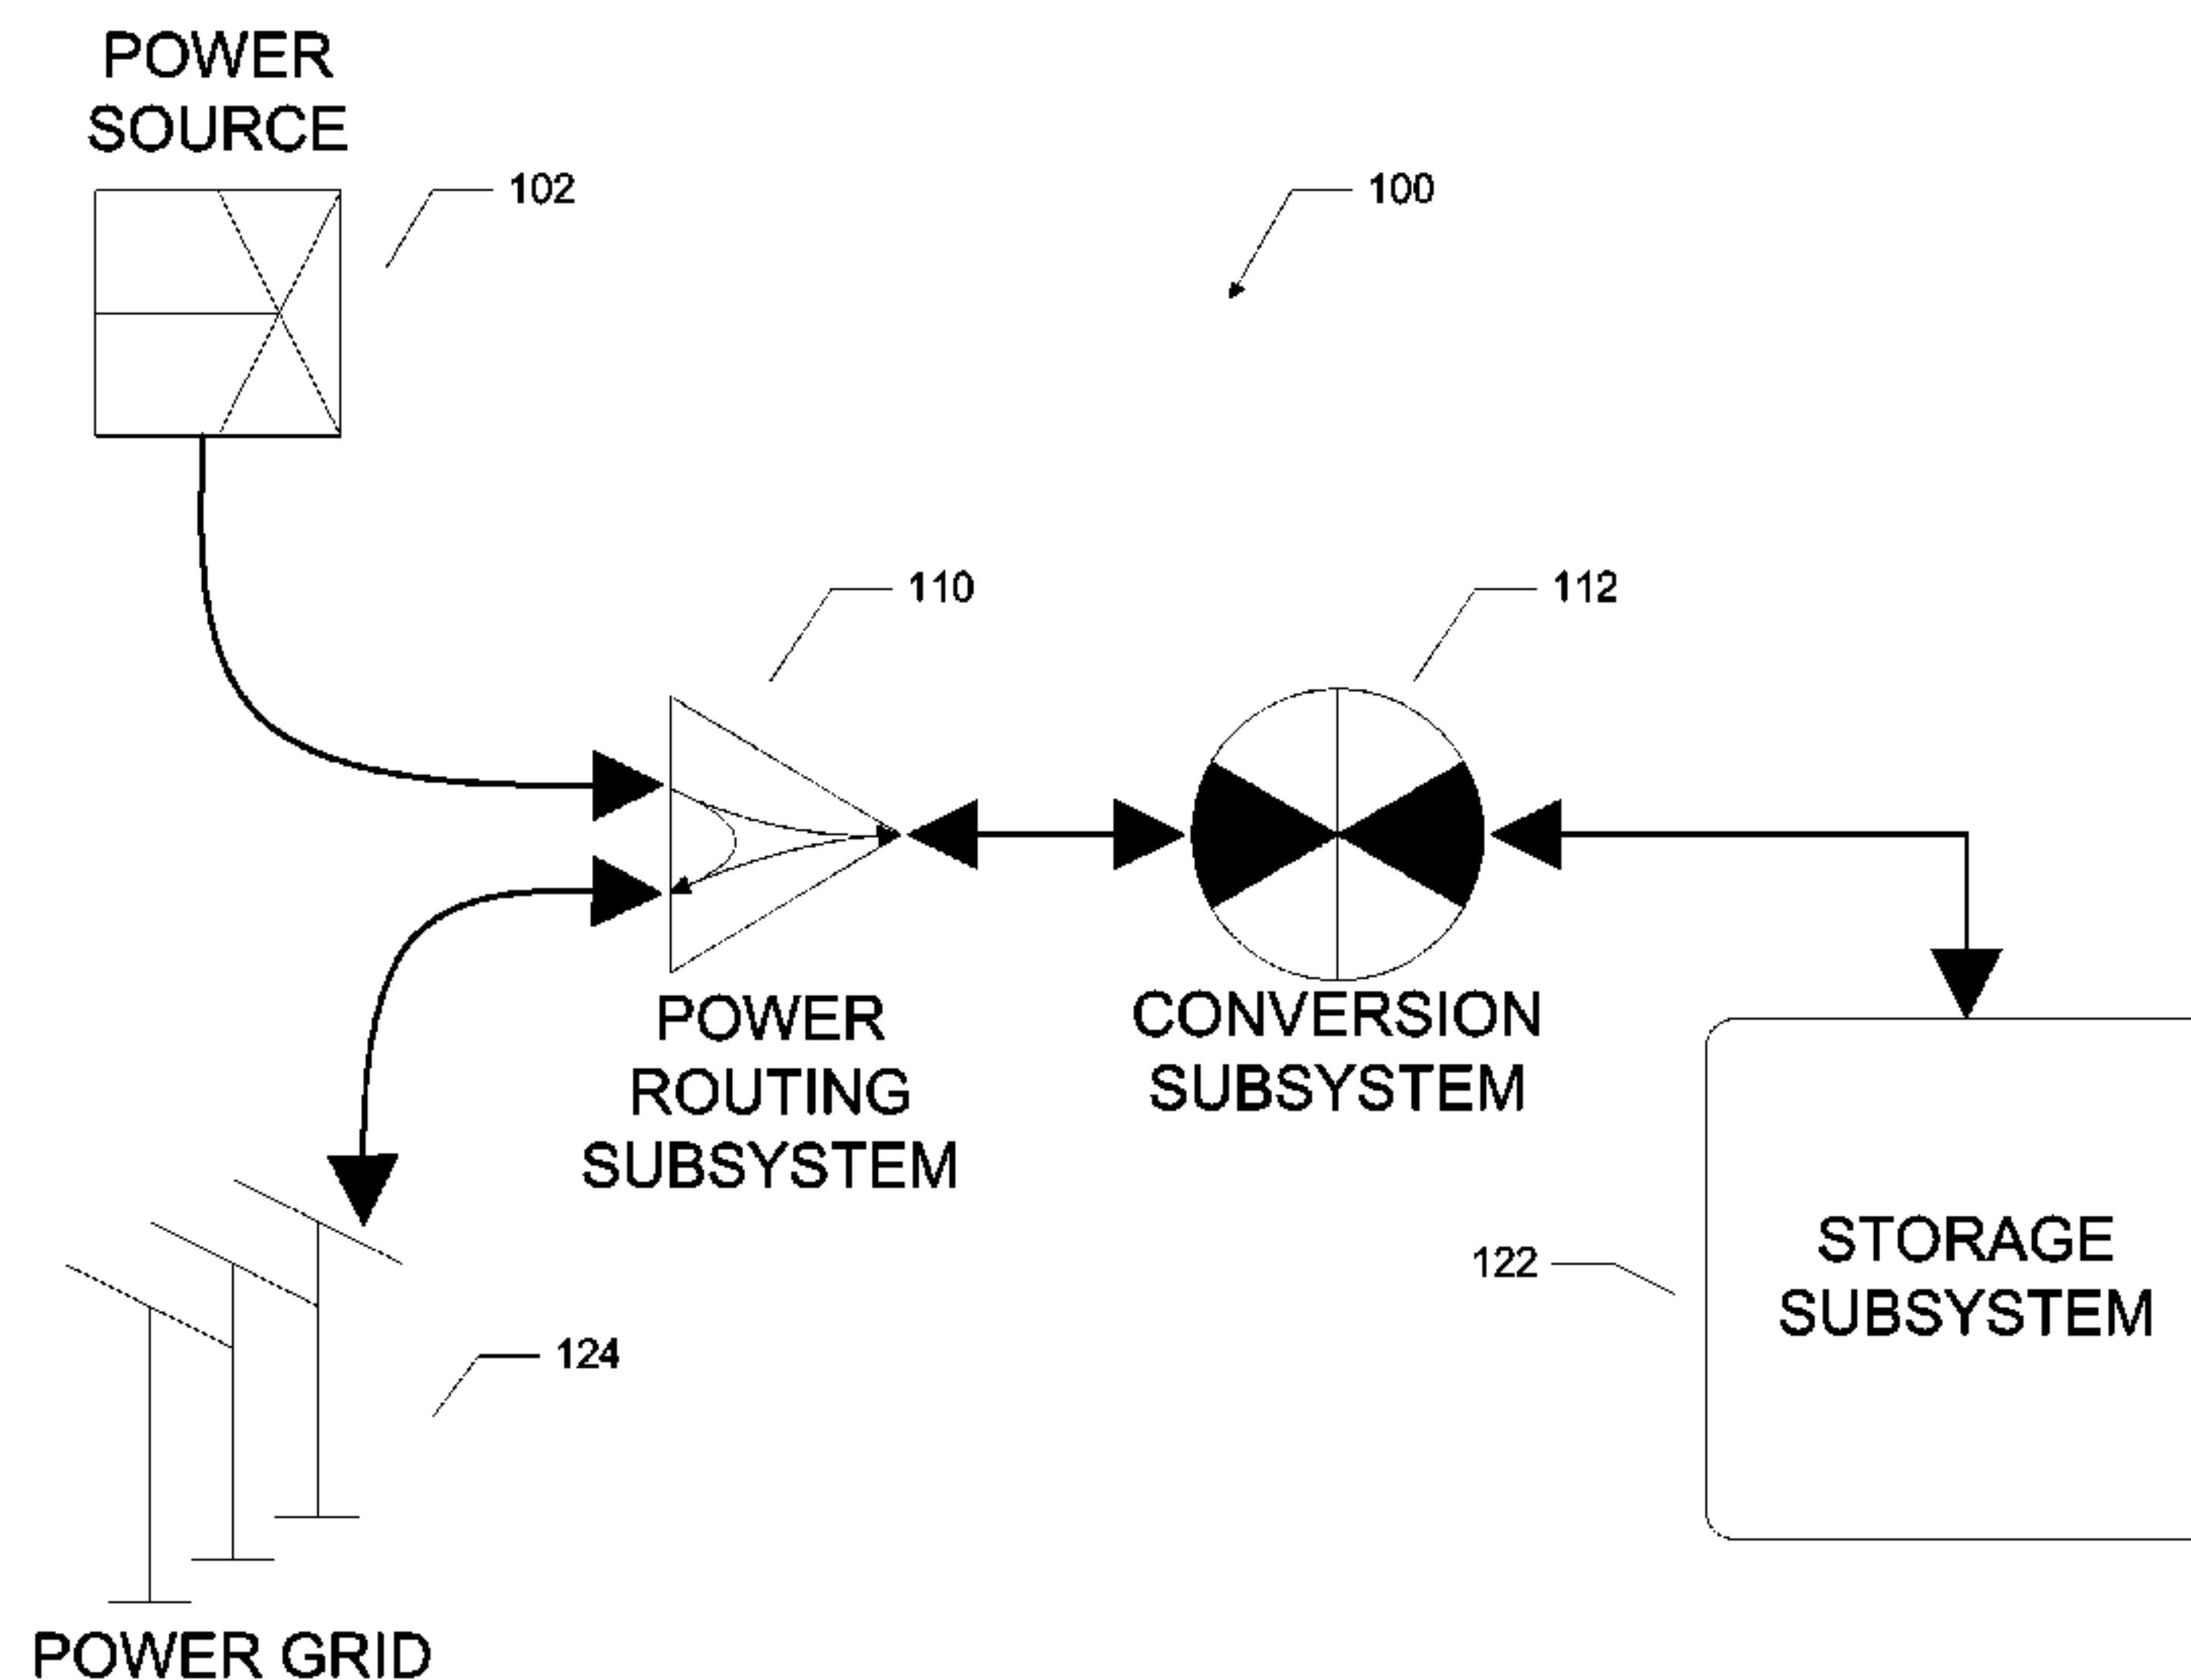 POWER
SOURCE
102
100
110
112
POWER
ROUTING
SUBSYSTEM
CONVERSION
SUBSYSTEM
122
STORAGE
SUBSYSTEM
124
POWER GRID